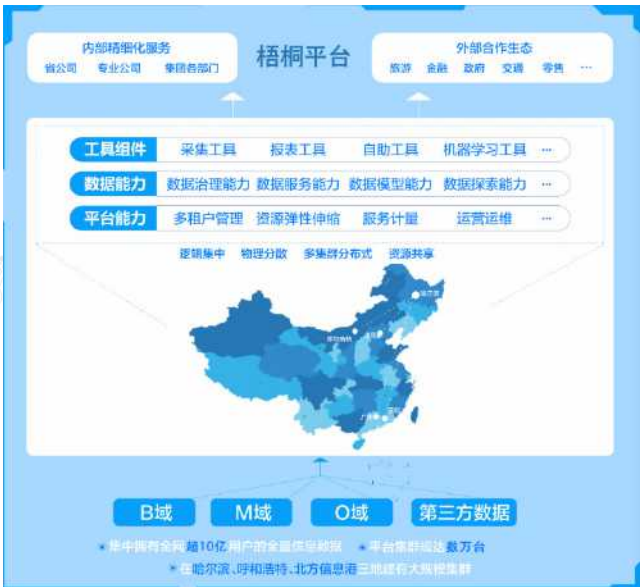 内部精细化服务
省公司 专业公司 集团各部门
梧桐平台
外部合作生态
旅游 金融 政府 交通 零售 ...
工具组件 采集工具 报表工具 自助工具 机器学习工具 ...
数据能力 数据治理能力 数据服务能力 数据模型能力 数据探索能力 ...
平台能力 多租户管理 资源弹性伸缩 服务计量 运营运维 ...
逻辑集中 物理分散 多集群分布式 资源共享
哈尔滨
呼和浩特
B域 M域 O域 第三方数据
集中拥有全网超10亿用户的全量信息数据 平台集群或达数万台
在哈尔滨、呼和浩特、北方信息港三地建有大规模集群